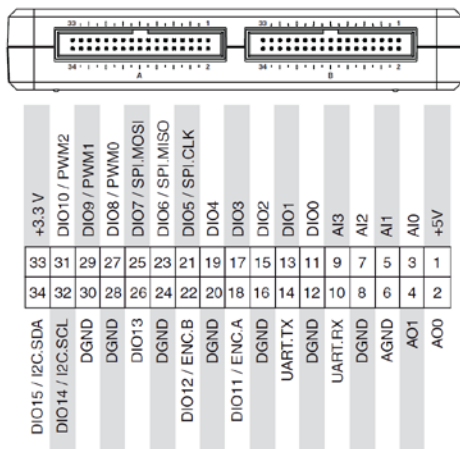 33 1 33 1
34 2 34 2
A B
+3.3 V
DIO10 / PWM2
DIO9 / PWM1
DIO8 / PWM0
DIO7 / SPI.MOSI
DIO6 / SPI.MISO
DIO5 / SPI.CLK
DIO4
DIO3
DIO2
DIO1
DIO0
AI3
AI2
AI1
AI0
+5V
33 31 29 27 25 23 21 19 17 15 13 11 9 7 5 3 1
34 32 30 28 26 24 22 20 18 16 14 12 10 8 6 4 2
DIO15 / I2C.SDA
DIO14 / I2C.SCL
DGND
DGND
DIO13
DGND
DIO12 / ENC.B
DGND
DIO11 / ENC.A
DGND
UART.TX
DGND
UART.RX
DGND
AGND
AO1
AO0